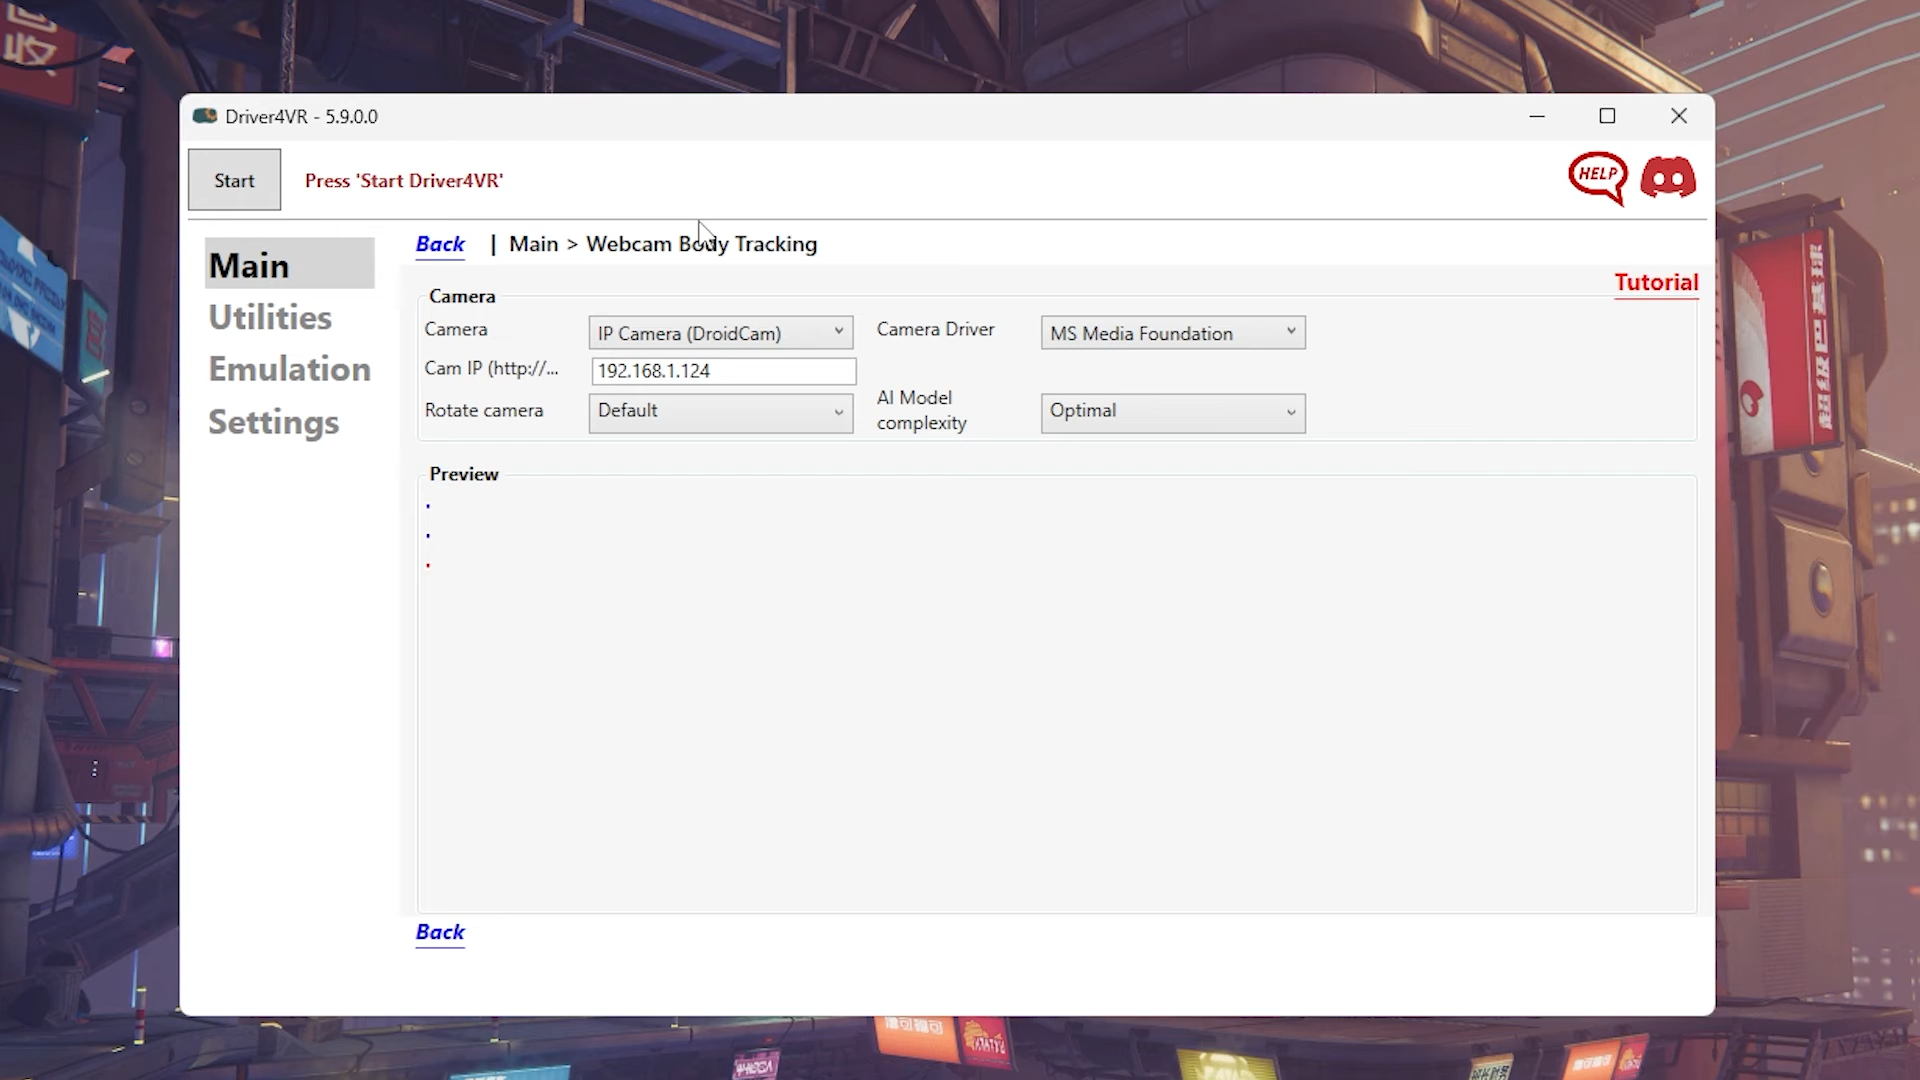 Driver4VR - 5.9.0.0
Start
Press 'Start Driver4VR'
HELP
Back | Main > Webcam Body Tracking
Main
Utilities
Emulation
Settings
Tutorial
Camera
Camera
IP Camera (DroidCam)
Camera Driver
MS Media Foundation
Cam IP (http://...
192.168.1.124
Rotate camera
Default
AI Model
complexity
Optimal
Preview
Back